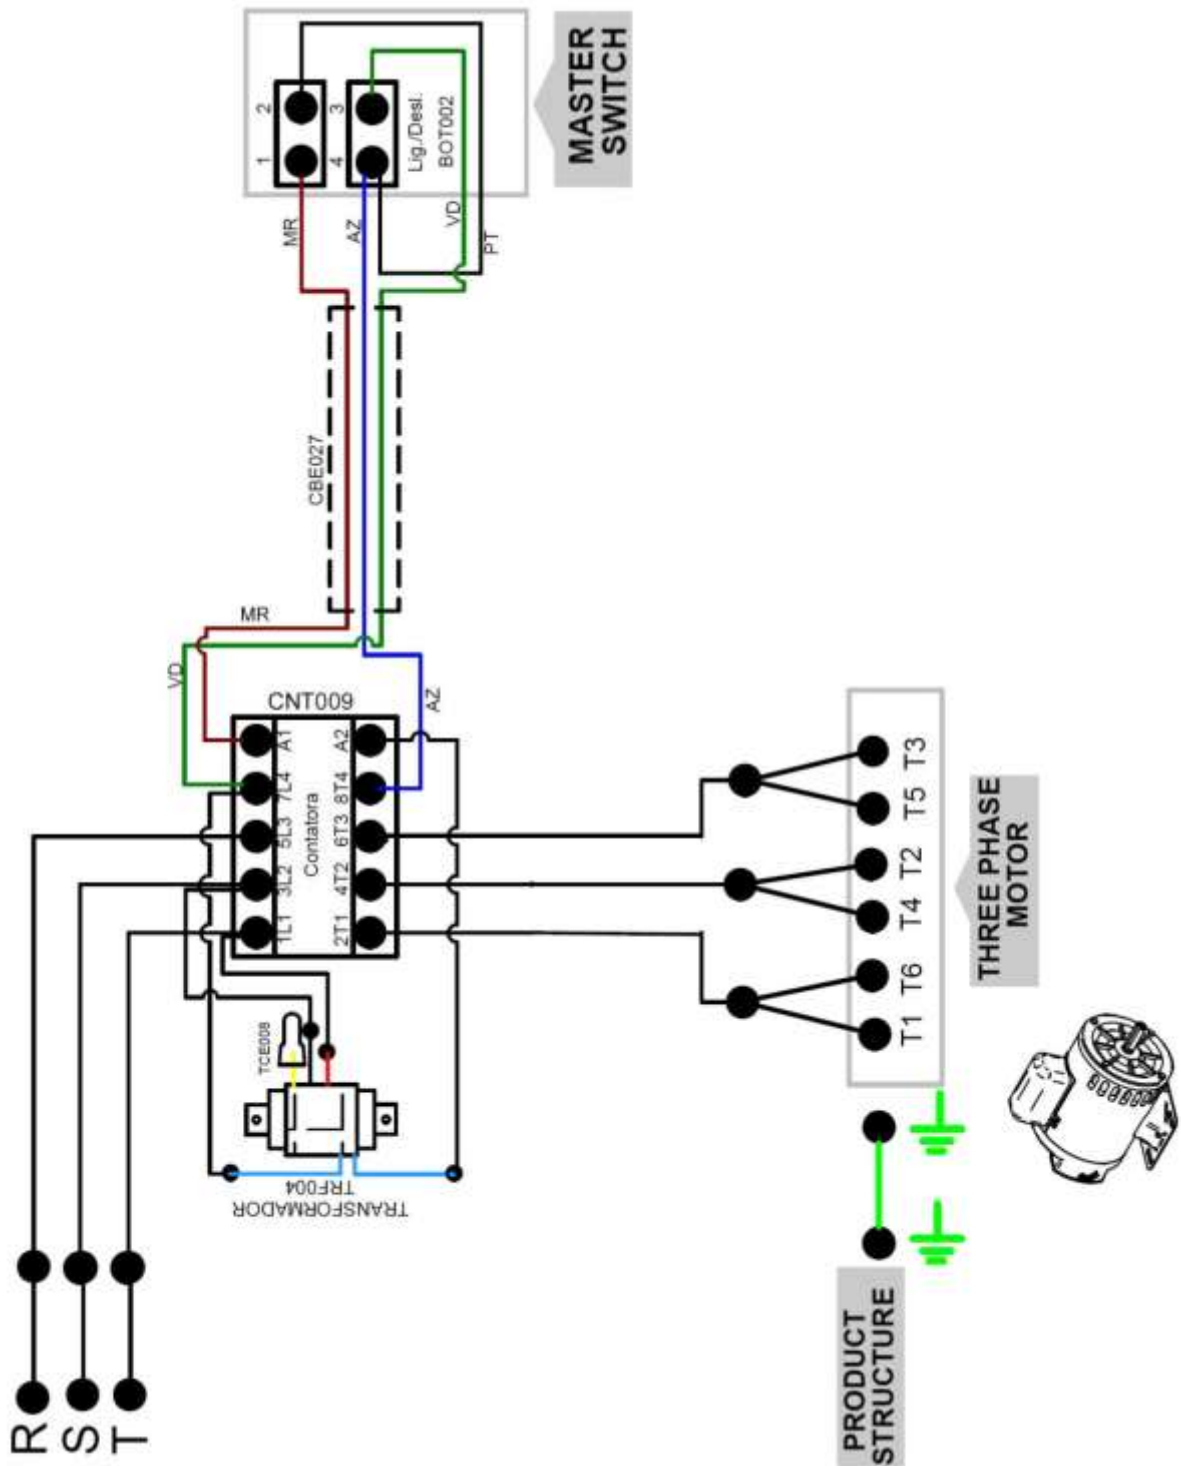 MASTER
SWITCH
2
3
1
4
Lig./Desl.
BOT002
MR
AZ
VD
PT
CBE027
MR
VD
AZ
CNT009
A1
A2
7L4
8T4
5L3
6T3
3L2
4T2
1L1
2T1
Contatora
T3
T5
T2
T4
T6
T1
THREE PHASE
MOTOR
TCE008
TRANSFORMADOR
TRF004
R
S
T
PRODUCT
STRUCTURE